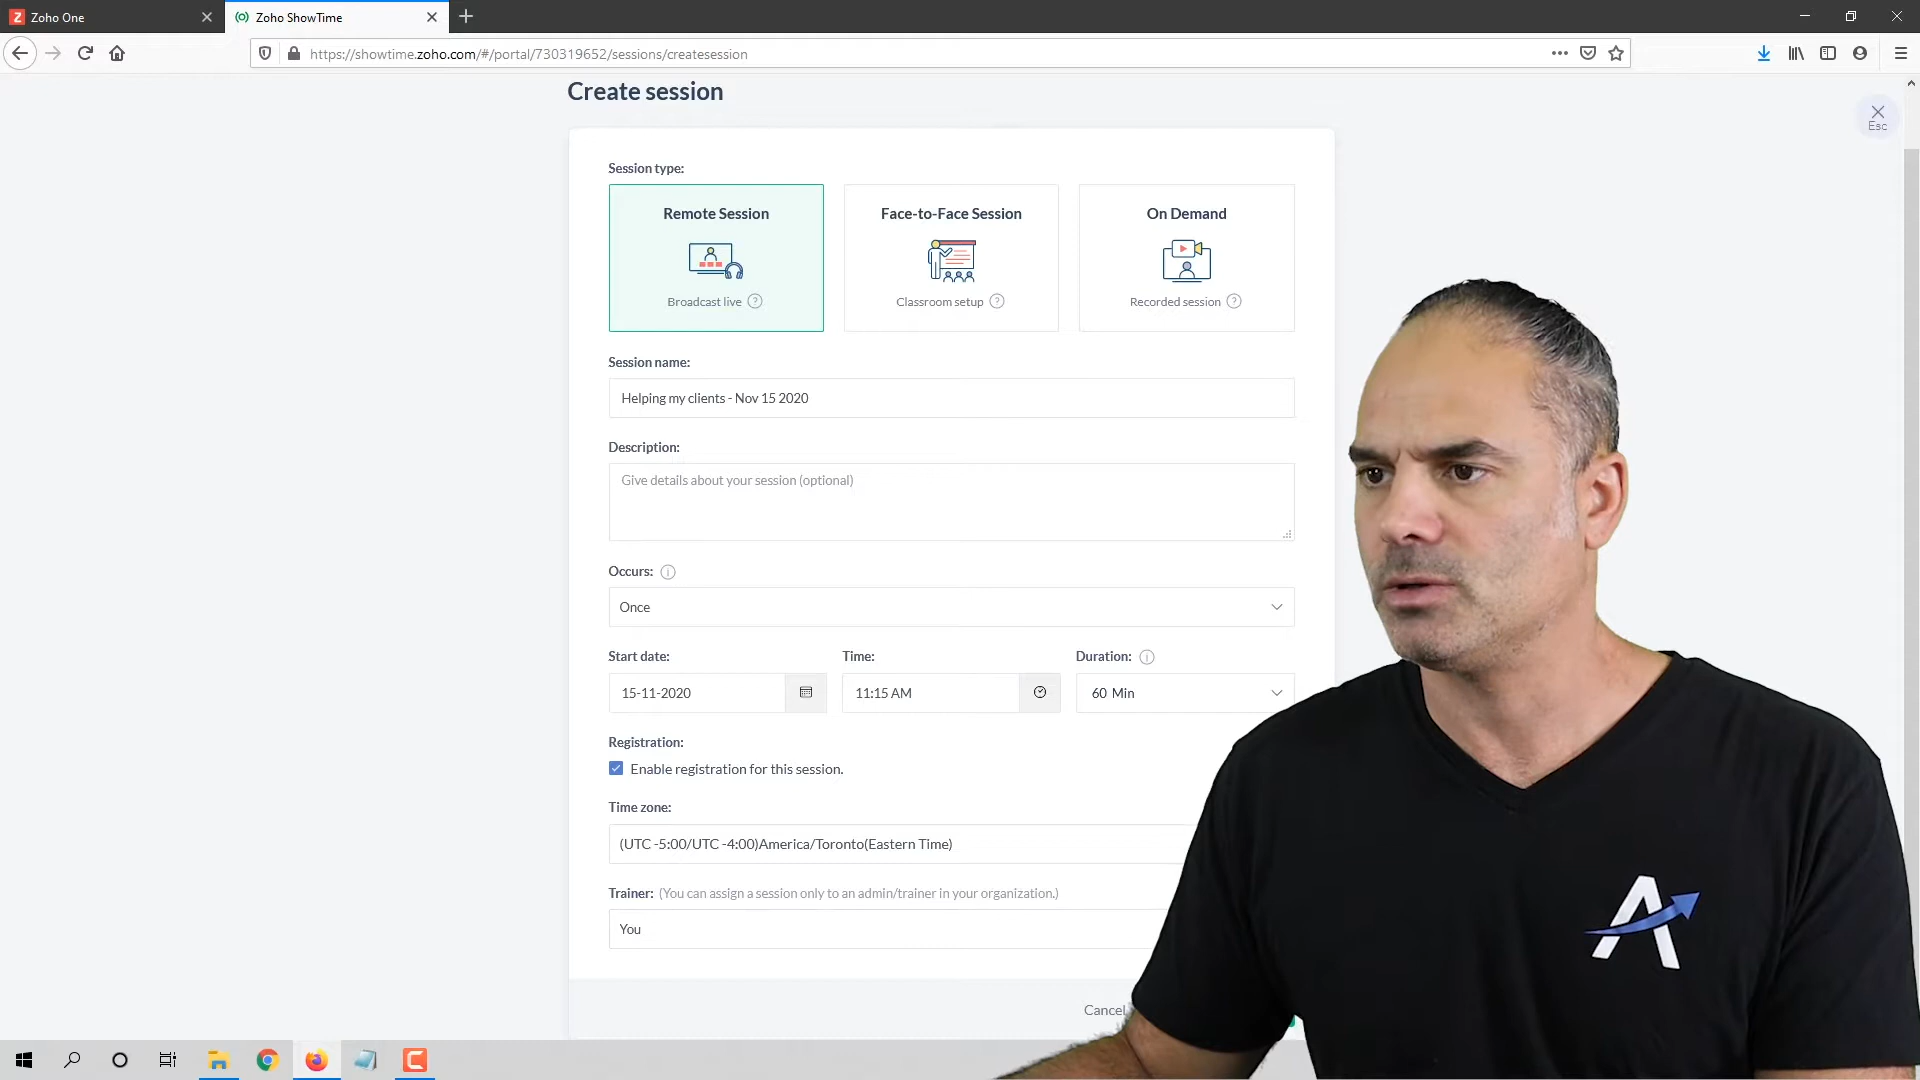 Zoho One
Zoho ShowTime
https://showtime.zoho.com/#/portal/730319652/sessions/createsession
Create session
Esc
Session type:
Remote Session
Face-to-Face Session
On Demand
Broadcast live ?
Classroom setup ?
Recorded session ?
Session name:
Helping my clients - Nov 15 2020
Description:
Give details about your session (optional)
Occurs:
Once
Start date:
Time:
Duration:
15-11-2020
11:15 AM
60 Min
Registration:
Enable registration for this session.
Time zone:
(UTC -5:00/UTC -4:00)America/Toronto(Eastern Time)
Trainer: (You can assign a session only to an admin/trainer in your organization.)
You
Cancel